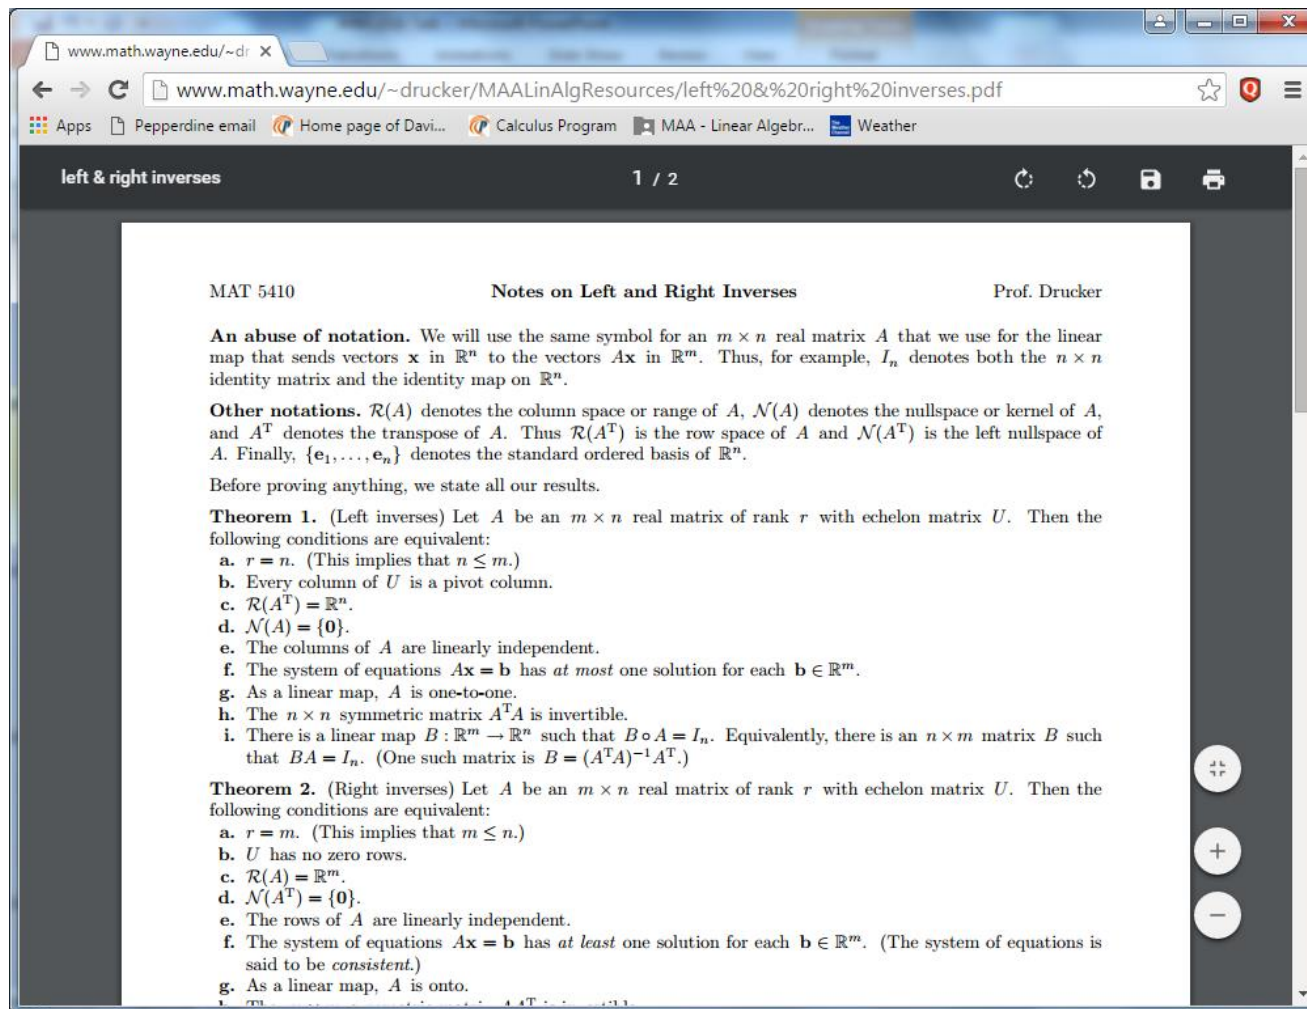 www.math.wayne.edu/~dr
www.math.wayne.edu/~drucker/MAALinAlgResources/left%20&%20right%20inverses.pdf
Apps Pepperdine email Home page of Davi... Calculus Program MAA - Linear Algebr... Weather
left & right inverses 1 / 2
MAT 5410 Notes on Left and Right Inverses Prof. Drucker
An abuse of notation. We will use the same symbol for an m × n real matrix A that we use for the linear
map that sends vectors x in ℝⁿ to the vectors Ax in ℝᵐ. Thus, for example, Iₙ denotes both the n × n
identity matrix and the identity map on ℝⁿ.
Other notations. R(A) denotes the column space or range of A, N(A) denotes the nullspace or kernel of A,
and Aᵀ denotes the transpose of A. Thus R(Aᵀ) is the row space of A and N(Aᵀ) is the left nullspace of
A. Finally, {e₁,...,eₙ} denotes the standard ordered basis of ℝⁿ.
Before proving anything, we state all our results.
Theorem 1. (Left inverses) Let A be an m × n real matrix of rank r with echelon matrix U. Then the
following conditions are equivalent:
a. r = n. (This implies that n ≤ m.)
b. Every column of U is a pivot column.
c. R(Aᵀ) = ℝⁿ.
d. N(A) = {0}.
e. The columns of A are linearly independent.
f. The system of equations Ax = b has at most one solution for each b ∈ ℝᵐ.
g. As a linear map, A is one-to-one.
h. The n × n symmetric matrix AᵀA is invertible.
i. There is a linear map B : ℝᵐ → ℝⁿ such that B ∘ A = Iₙ. Equivalently, there is an n × m matrix B such
that BA = Iₙ. (One such matrix is B = (AᵀA)⁻¹Aᵀ.)
Theorem 2. (Right inverses) Let A be an m × n real matrix of rank r with echelon matrix U. Then the
following conditions are equivalent:
a. r = m. (This implies that m ≤ n.)
b. U has no zero rows.
c. R(A) = ℝᵐ.
d. N(Aᵀ) = {0}.
e. The rows of A are linearly independent.
f. The system of equations Ax = b has at least one solution for each b ∈ ℝᵐ. (The system of equations is
said to be consistent.)
g. As a linear map, A is onto.